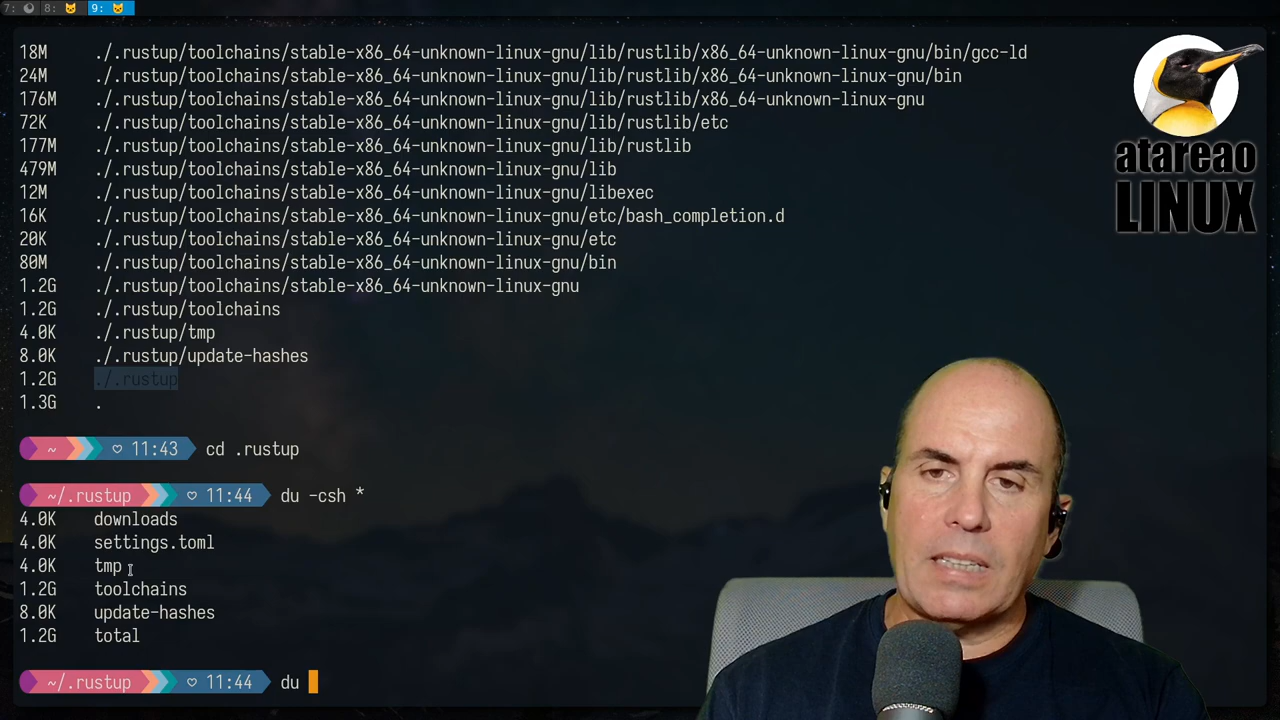 7: 8: 9:
18M ./.rustup/toolchains/stable-x86_64-unknown-linux-gnu/lib/rustlib/x86_64-unknown-linux-gnu/bin/gcc-ld
24M ./.rustup/toolchains/stable-x86_64-unknown-linux-gnu/lib/rustlib/x86_64-unknown-linux-gnu/bin
176M ./.rustup/toolchains/stable-x86_64-unknown-linux-gnu/lib/rustlib/x86_64-unknown-linux-gnu
72K ./.rustup/toolchains/stable-x86_64-unknown-linux-gnu/lib/rustlib/etc
177M ./.rustup/toolchains/stable-x86_64-unknown-linux-gnu/lib/rustlib
479M ./.rustup/toolchains/stable-x86_64-unknown-linux-gnu/lib
12M ./.rustup/toolchains/stable-x86_64-unknown-linux-gnu/libexec
16K ./.rustup/toolchains/stable-x86_64-unknown-linux-gnu/etc/bash_completion.d
20K ./.rustup/toolchains/stable-x86_64-unknown-linux-gnu/etc
80M ./.rustup/toolchains/stable-x86_64-unknown-linux-gnu/bin
1.2G ./.rustup/toolchains/stable-x86_64-unknown-linux-gnu
1.2G ./.rustup/toolchains
4.0K ./.rustup/tmp
8.0K ./.rustup/update-hashes
1.2G ./.rustup
1.3G .
~ ♡ 11:43 cd .rustup
~/.rustup ♡ 11:44 du -csh *
4.0K downloads
4.0K settings.toml
4.0K tmp
1.2G toolchains
8.0K update-hashes
1.2G total
~/.rustup ♡ 11:44 du
atareao
LINUX